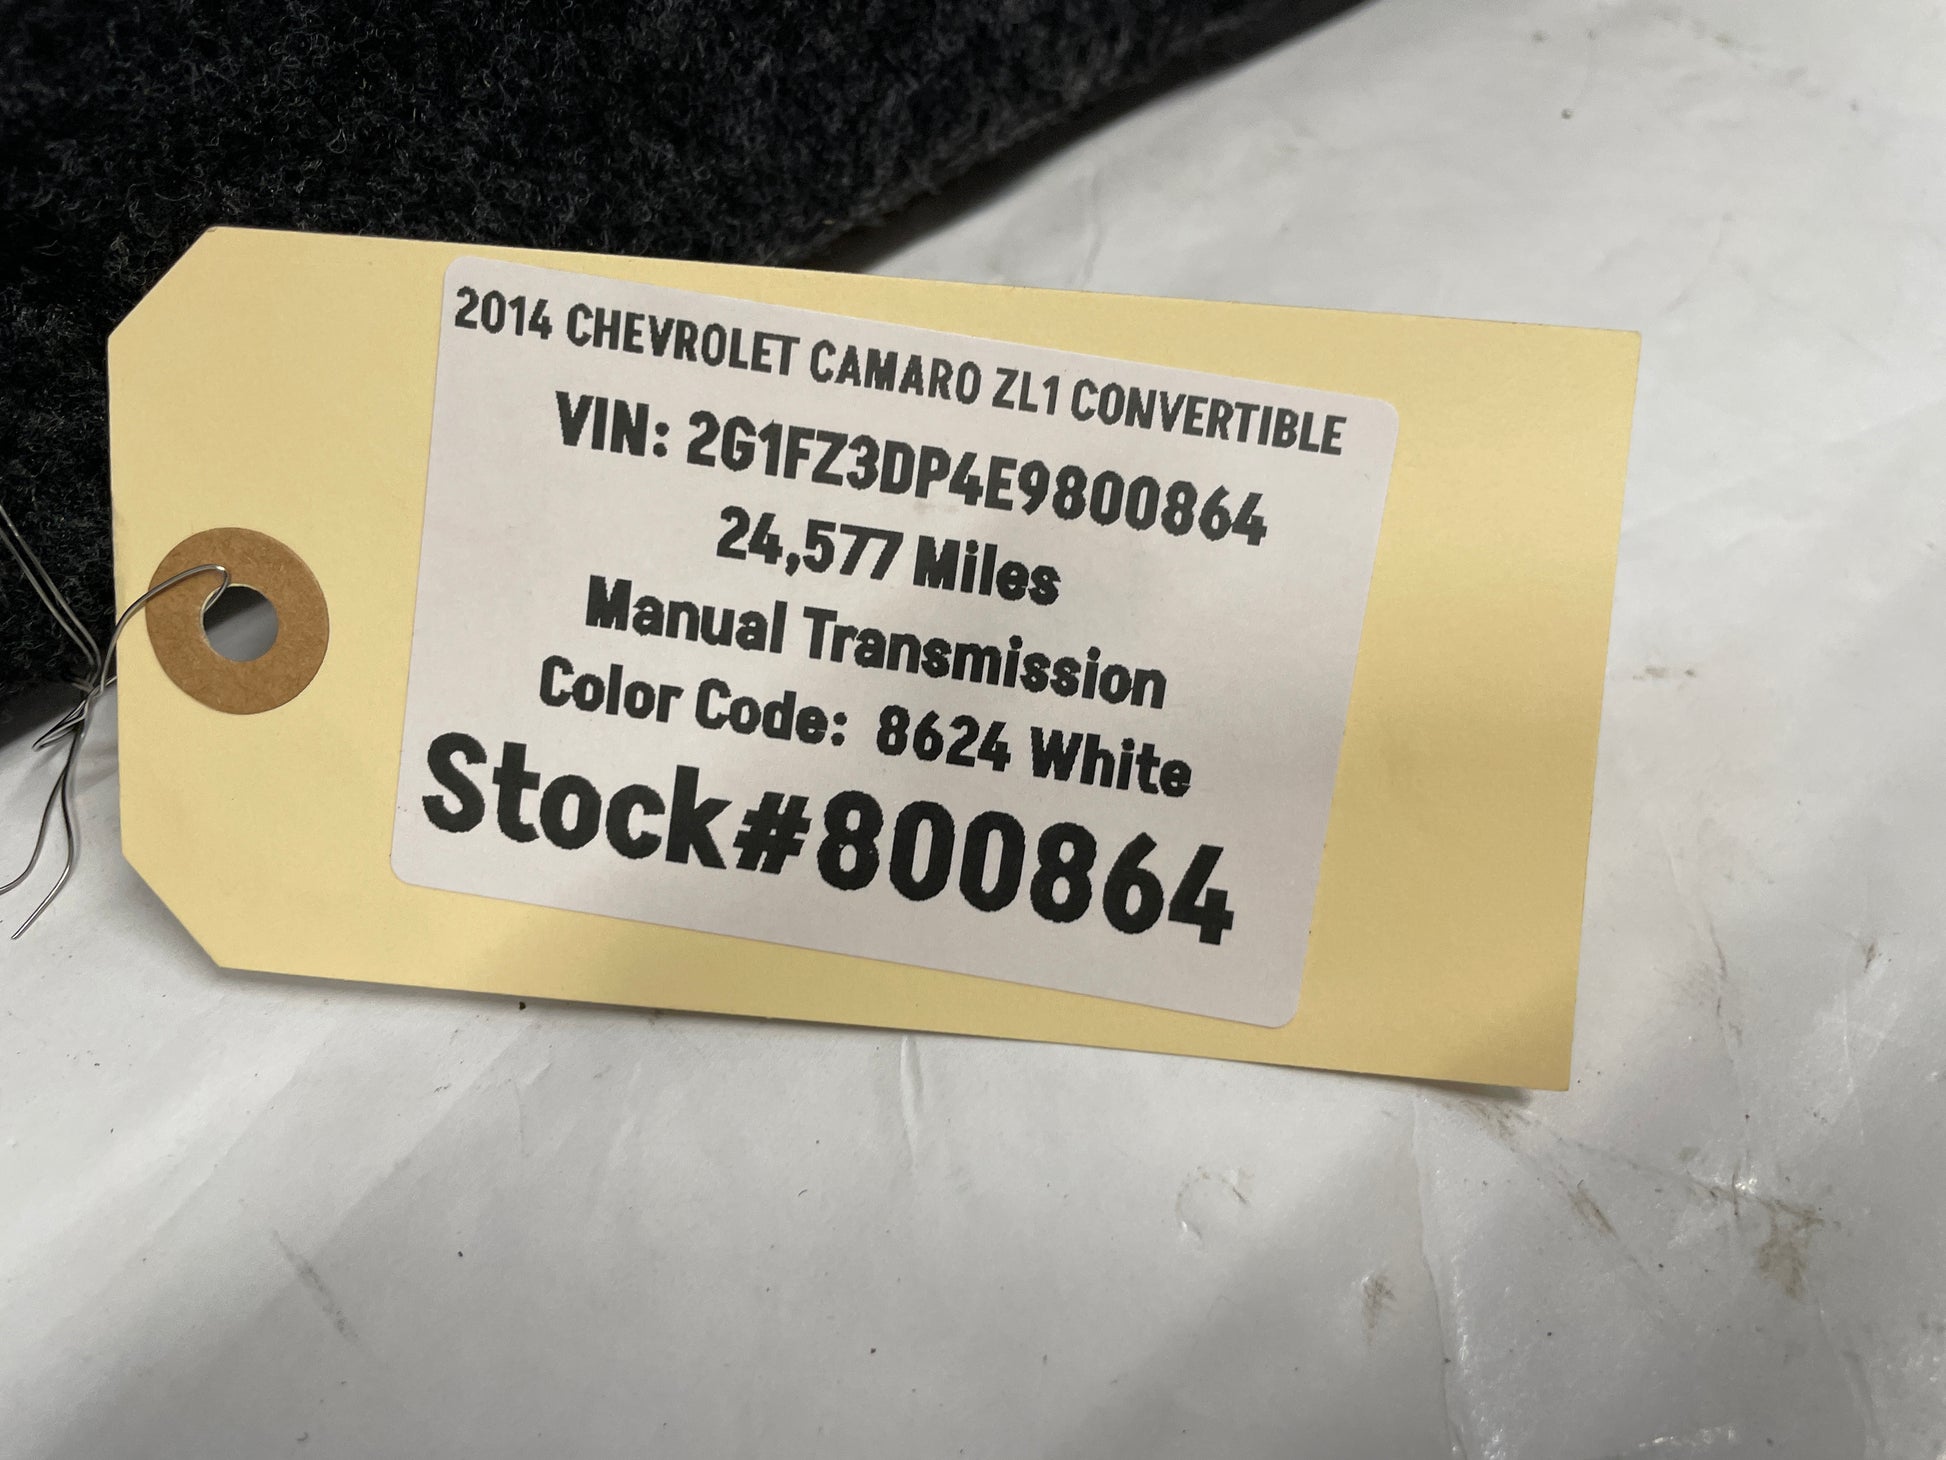 2014 CHEVROLET CAMARO ZL1 CONVERTIBLE
VIN: 2G1FZ3DP4E9800864
24,577 Miles
Manual Transmission
Color Code: 8624 White
Stock#800864